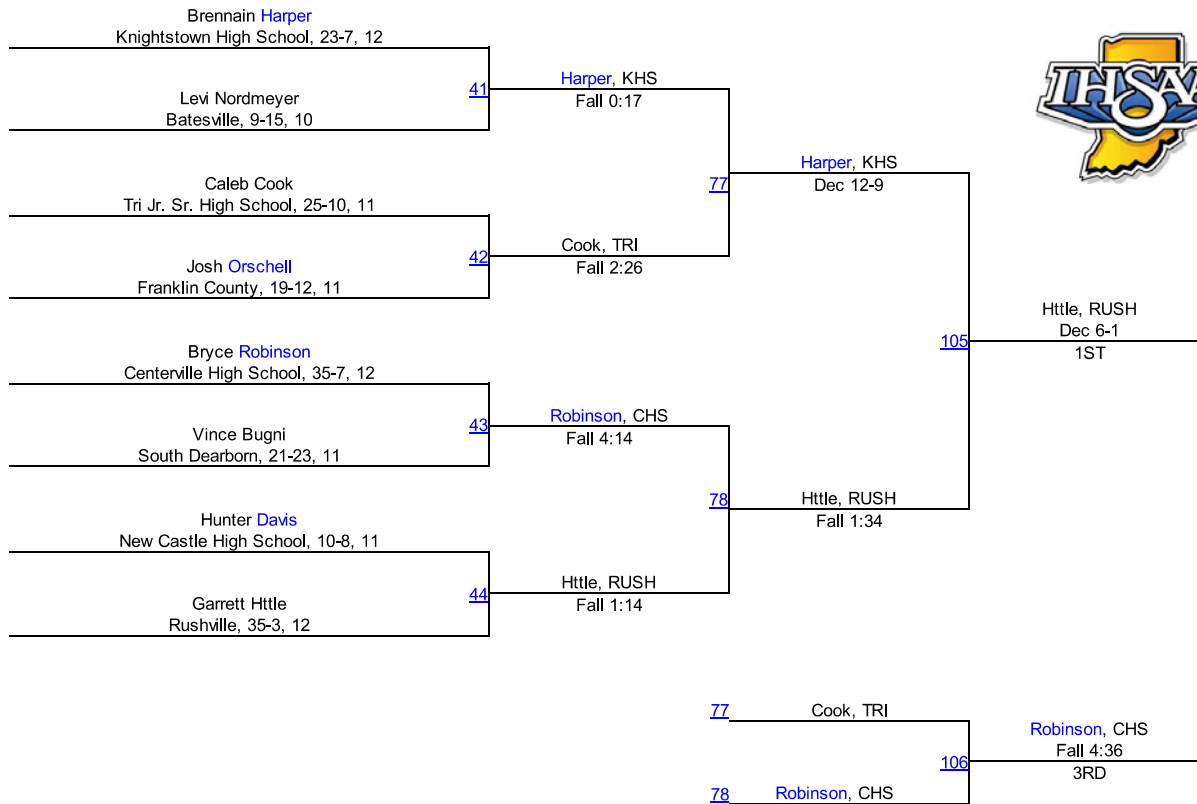 Brennain Harper
Knightstown High School, 23-7, 12
41
Harper, KHS
Fall 0:17
Levi Nordmeyer
Batesville, 9-15, 10
IHSAA
77
Harper, KHS
Dec 12-9
Caleb Cook
Tri Jr. Sr. High School, 25-10, 11
42
Cook, TRI
Fall 2:26
Josh Orschell
Franklin County, 19-12, 11
105
Httle, RUSH
Dec 6-1
1ST
Bryce Robinson
Centerville High School, 35-7, 12
43
Robinson, CHS
Fall 4:14
Vince Bugni
South Dearborn, 21-23, 11
78
Httle, RUSH
Fall 1:34
Hunter Davis
New Castle High School, 10-8, 11
44
Httle, RUSH
Fall 1:14
Garrett Httle
Rushville, 35-3, 12
77
Cook, TRI
106
Robinson, CHS
Fall 4:36
3RD
78
Robinson, CHS